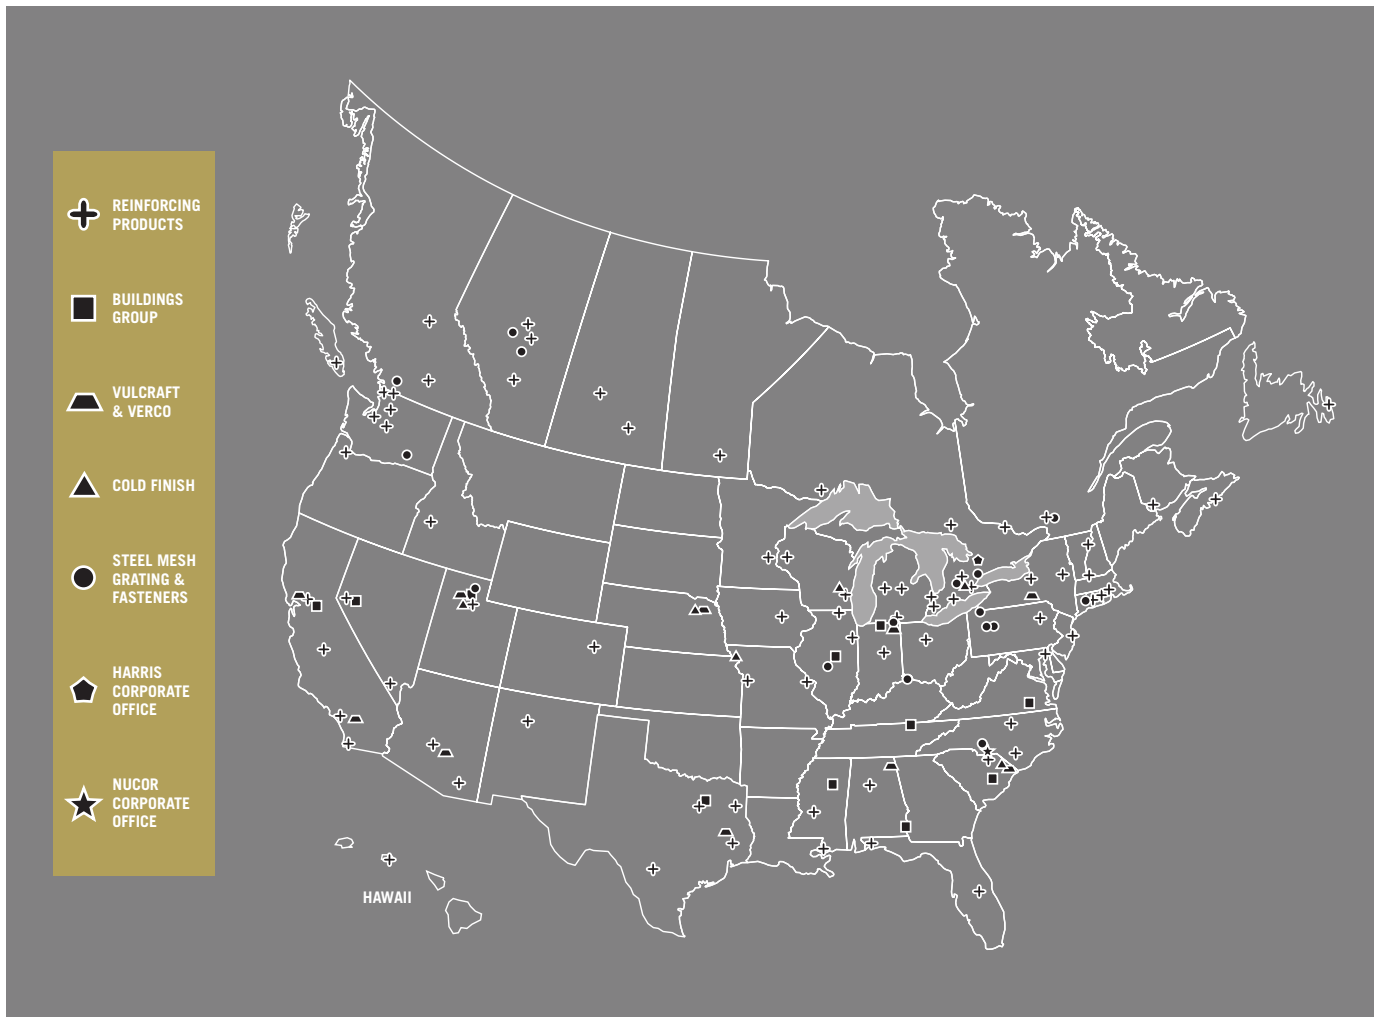 REINFORCING
PRODUCTS
BUILDINGS
GROUP
VULCRAFT
& VERCO
COLD FINISH
STEEL MESH
GRATING &
FASTENERS
HARRIS
CORPORATE
OFFICE
NUCOR
CORPORATE
OFFICE
HAWAII